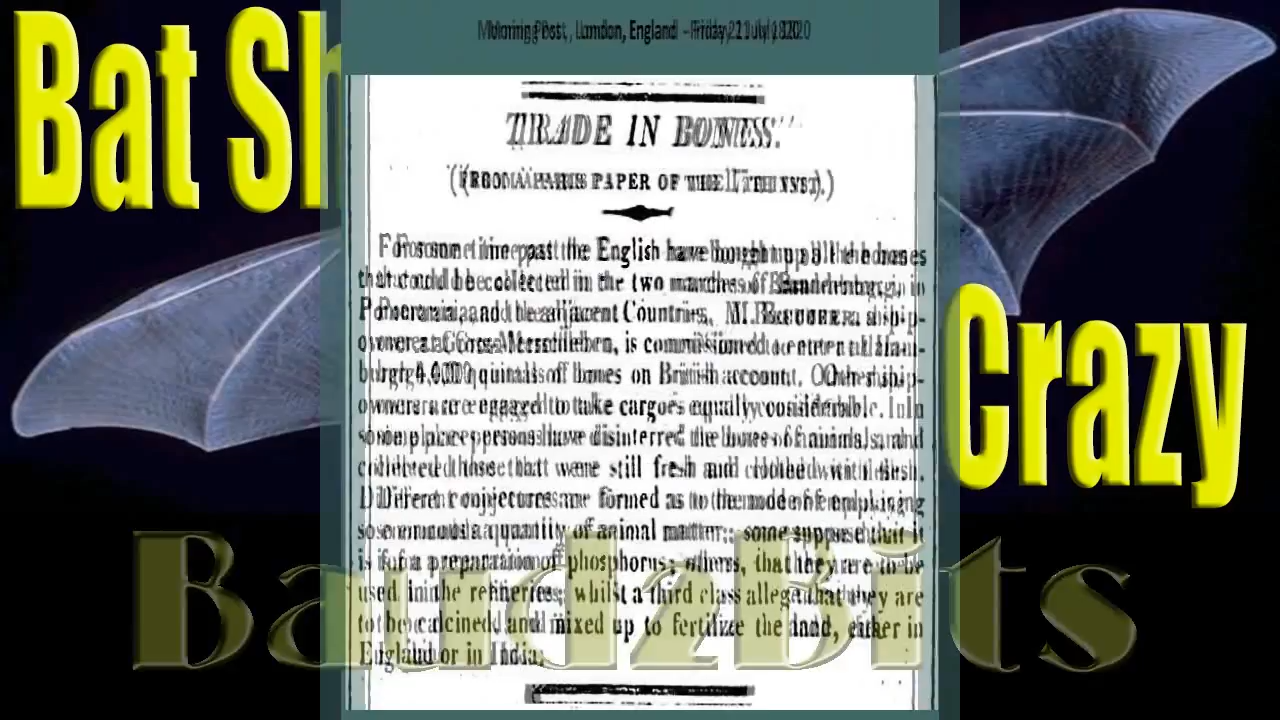 Bat Sh
Crazy
Morning Post, London, England - Friday 21 July 1820
TRADE IN BONES.
(FROM A PARIS PAPER OF THE 17TH INST.)
For some time past the English have bought up all the bones
that could be collected in the two marches of Brandenburg, in
Pomerania, and the adjacent Countries. M. a ship-
owner at Gross Mersleben, is commissioned to enter at Ham-
burgh 40,000 quintals of bones on British account. Other ship-
owners are engaged to take cargoes equally considerable. In
some places persons have disinterred the bones of animals, and
collected those that were still fresh and clothed with flesh.
Different conjectures are formed as to the mode of employing
so enormous a quantity of animal matter: some suppose that it
is for a preparation of phosphorus; others, that they are to be
used in the refineries; whilst a third class allege that they are
to be calcined and mixed up to fertilize the land, either in
England or in India.
Baud2Bits